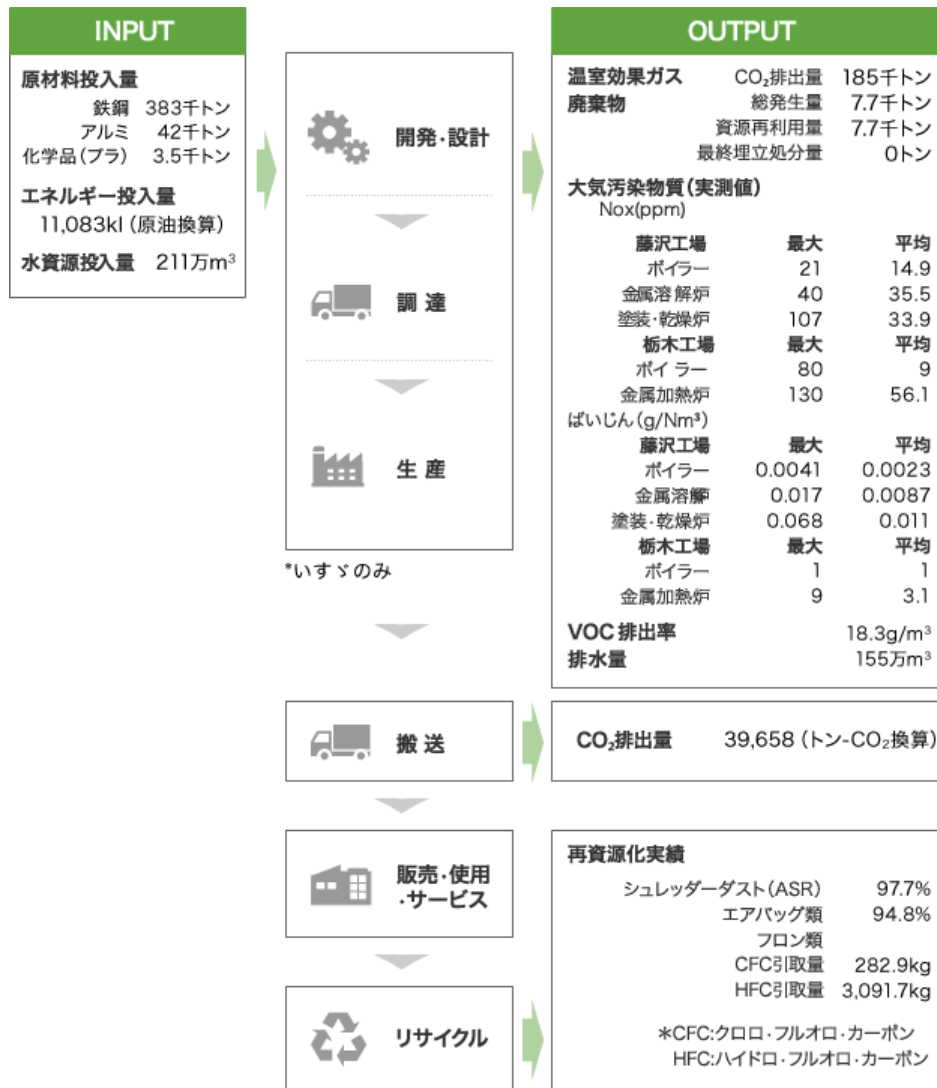 INPUT
原材料投入量
鉄鋼 383千トン
アルミ 42千トン
化学品(プラ) 3.5千トン
エネルギー投入量
11,083kl (原油換算)
水資源投入量 211万m³
開発・設計
調達
生産
*いすゞのみ
OUTPUT
温室効果ガス CO₂排出量 185千トン
廃棄物 総発生量 7.7千トン
資源再利用量 7.7千トン
最終埋立処分量 0トン
大気汚染物質(実測値)
Nox(ppm)
藤沢工場 最大 平均
ボイラー 21 14.9
金属溶解炉 40 35.5
塗装・乾燥炉 107 33.9
栃木工場 最大 平均
ボイラー 80 9
金属加熱炉 130 56.1
ばいじん(g/Nm³)
藤沢工場 最大 平均
ボイラー 0.0041 0.0023
金属溶解炉 0.017 0.0087
塗装・乾燥炉 0.068 0.011
栃木工場 最大 平均
ボイラー 1 1
金属加熱炉 9 3.1
VOC排出率 18.3g/m³
排水量 155万m³
搬送
CO₂排出量 39,658 (トン-CO₂換算)
販売・使用
・サービス
リサイクル
再資源化実績
シュレッダーダスト(ASR) 97.7%
エアバッグ類 94.8%
フロン類
CFC引取量 282.9kg
HFC引取量 3,091.7kg
*CFC:クロロ・フルオロ・カーボン
HFC:ハイドロ・フルオロ・カーボン